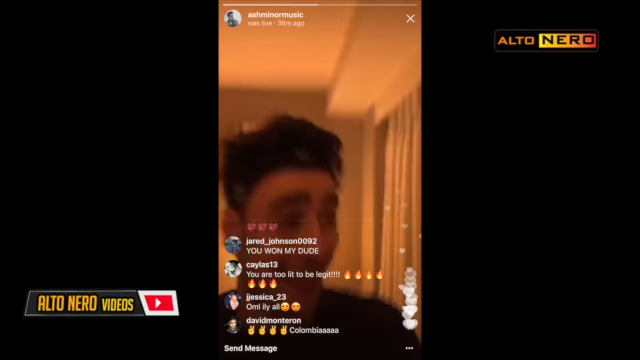 ashminormusic
was live · 36m ago
ALTO NERO
💓💓💓
jared_johnson0092
YOU WON MY DUDE
caylas13
You are too lit to be legit!!!! 🔥🔥🔥🔥
🔥🔥🔥
jjessica_23
Oml ily all😍😍
davidmonteron
✌✌✌✌Colombiaaaaa
ALTO NERO VIDEOS
Send Message